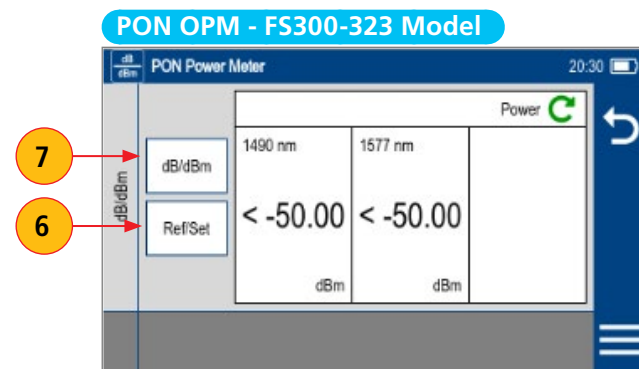 PON OPM - FS300-323 Model
dB
dBm
PON Power Meter
20:30
Power
7
dB/dBm
6
Ref/Set
dB/dBm
1490 nm
1577 nm
< -50.00
< -50.00
dBm
dBm